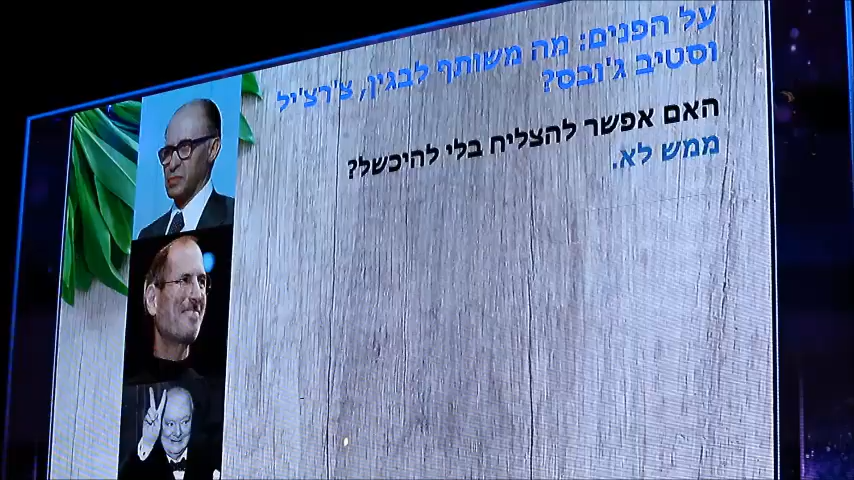 על הפנים: מה משותף לבגין, צ'רצ'יל
וסטיב ג'ובס?
האם אפשר להצליח בלי להיכשל?
ממש לא.